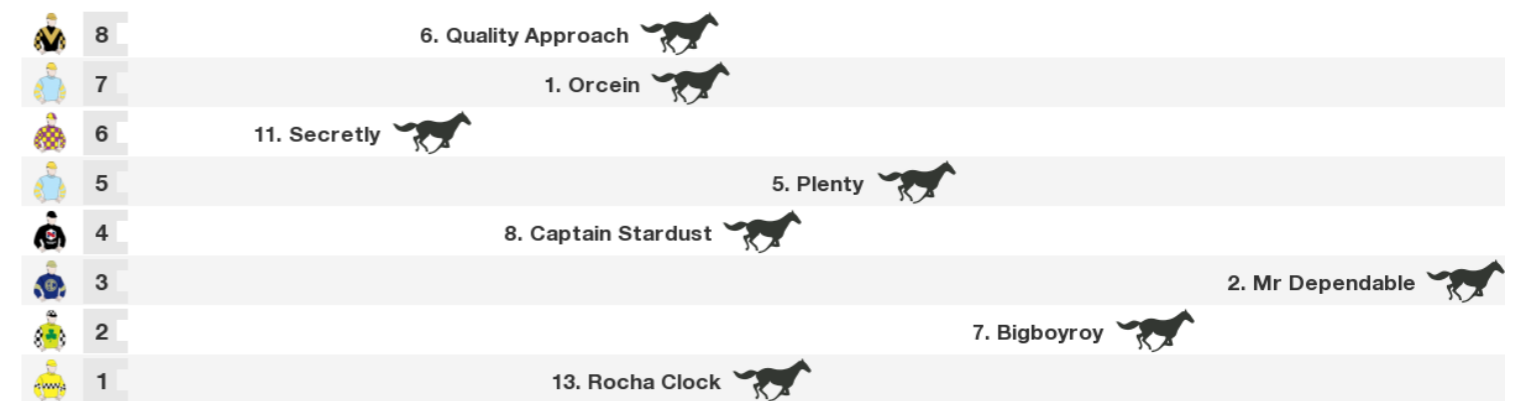 8 6. Quality Approach
7 1. Orcein
6 11. Secretly
5 5. Plenty
4 8. Captain Stardust
3 2. Mr Dependable
2 7. Bigboyroy
1 13. Rocha Clock